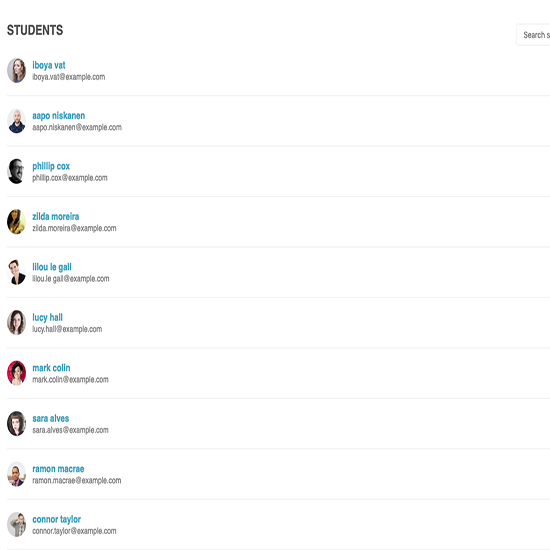 STUDENTS
Search s
iboya vat
iboya.vat@example.com
aapo niskanen
aapo.niskanen@example.com
phillip cox
phillip.cox@example.com
zilda moreira
zilda.moreira@example.com
lilou le gall
lilou.le gall@example.com
lucy hall
lucy.hall@example.com
mark colin
mark.colin@example.com
sara alves
sara.alves@example.com
ramon macrae
ramon.macrae@example.com
connor taylor
connor.taylor@example.com